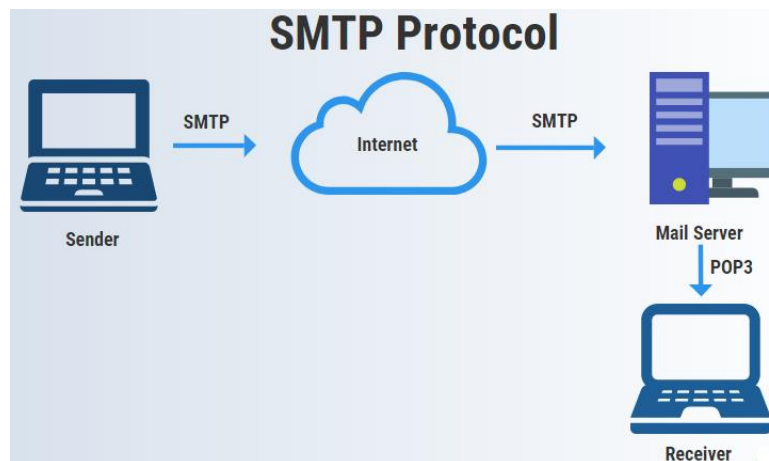 SMTP Protocol
SMTP
Internet
SMTP
Sender
Mail Server
POP3
Receiver